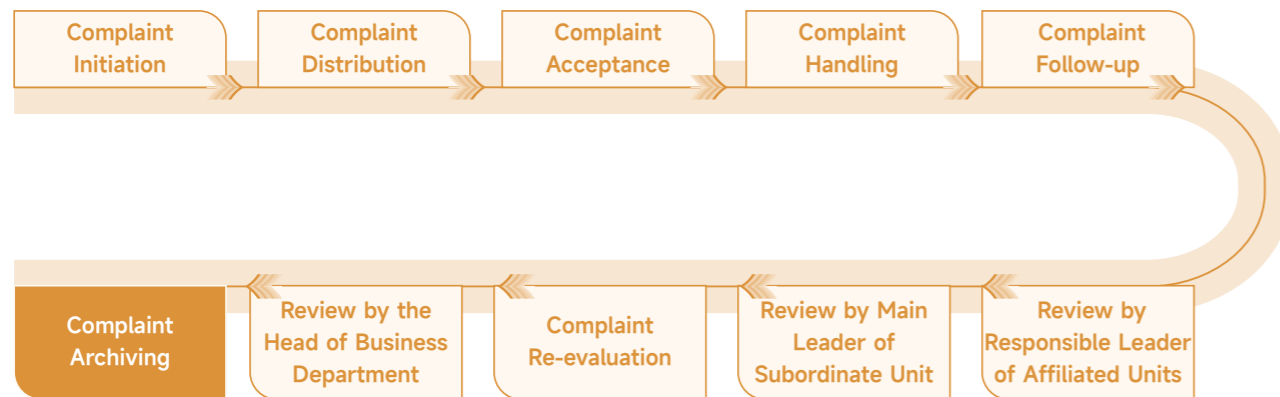 Complaint
Initiation
Complaint
Distribution
Complaint
Acceptance
Complaint
Handling
Complaint
Follow-up
Review by
Responsible Leader
of Affiliated Units
Review by Main
Leader of
Subordinate Unit
Complaint
Re-evaluation
Review by the
Head of Business
Department
Complaint
Archiving